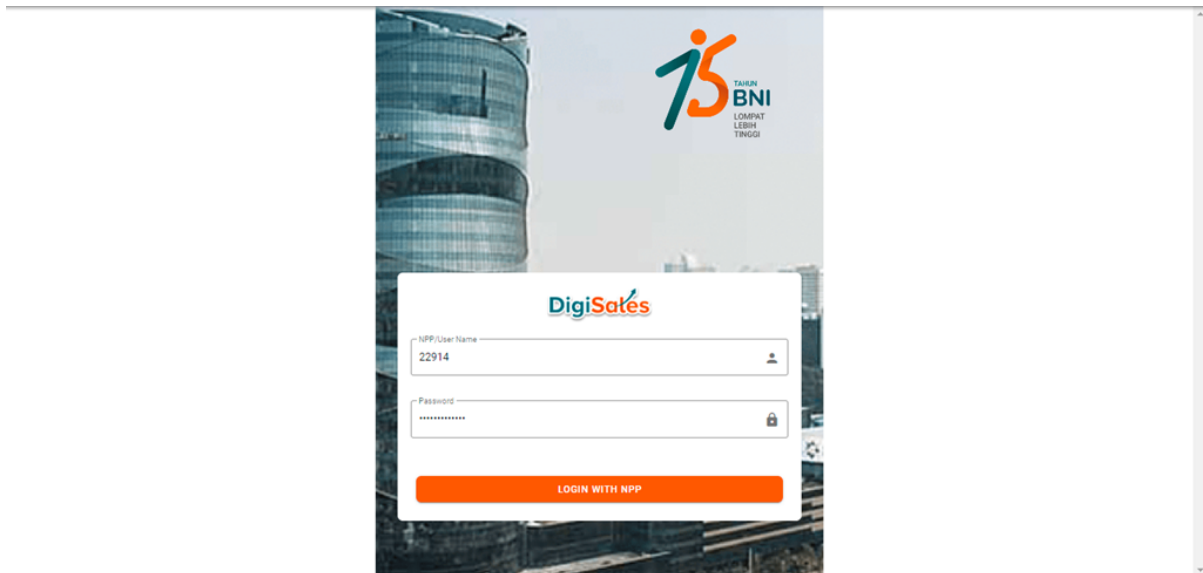 75
TAHUN
BNI
LOMPAT
LEBIH
TINGGI
DigiSales
NPP/User Name
22914
Password
•••••••••••••
LOGIN WITH NPP